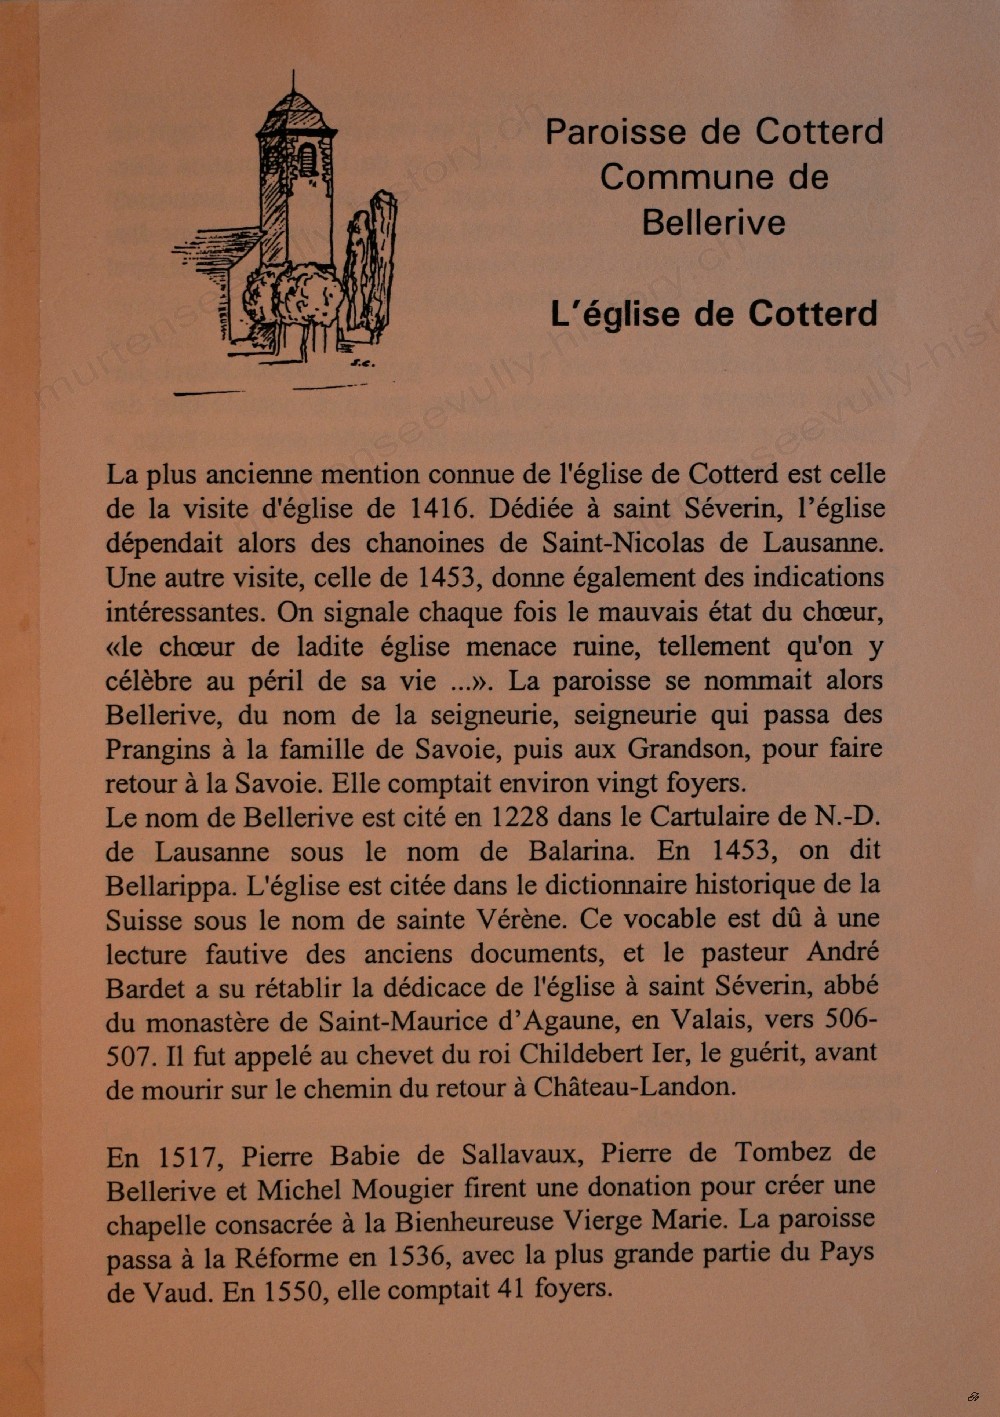 Paroisse de Cotterd
Commune de
Bellerive
L'église de Cotterd
s.c.
La plus ancienne mention connue de l'église de Cotterd est celle
de la visite d'église de 1416. Dédiée à saint Séverin, l’église
dépendait alors des chanoines de Saint-Nicolas de Lausanne.
Une autre visite, celle de 1453, donne également des indications
intéressantes. On signale chaque fois le mauvais état du chœur,
«le chœur de ladite église menace ruine, tellement qu'on y
célèbre au péril de sa vie ...». La paroisse se nommait alors
Bellerive, du nom de la seigneurie, seigneurie qui passa des
Prangins à la famille de Savoie, puis aux Grandson, pour faire
retour à la Savoie. Elle comptait environ vingt foyers.
Le nom de Bellerive est cité en 1228 dans le Cartulaire de N.-D.
de Lausanne sous le nom de Balarina. En 1453, on dit
Bellarippa. L'église est citée dans le dictionnaire historique de la
Suisse sous le nom de sainte Vérène. Ce vocable est dû à une
lecture fautive des anciens documents, et le pasteur André
Bardet a su rétablir la dédicace de l'église à saint Séverin, abbé
du monastère de Saint-Maurice d’Agaune, en Valais, vers 506-
507. Il fut appelé au chevet du roi Childebert Ier, le guérit, avant
de mourir sur le chemin du retour à Château-Landon.
En 1517, Pierre Babie de Sallavaux, Pierre de Tombez de
Bellerive et Michel Mougier firent une donation pour créer une
chapelle consacrée à la Bienheureuse Vierge Marie. La paroisse
passa à la Réforme en 1536, avec la plus grande partie du Pays
de Vaud. En 1550, elle comptait 41 foyers.
murtenseevully-history.ch
murtenseevully-history.ch
murtenseevully-history